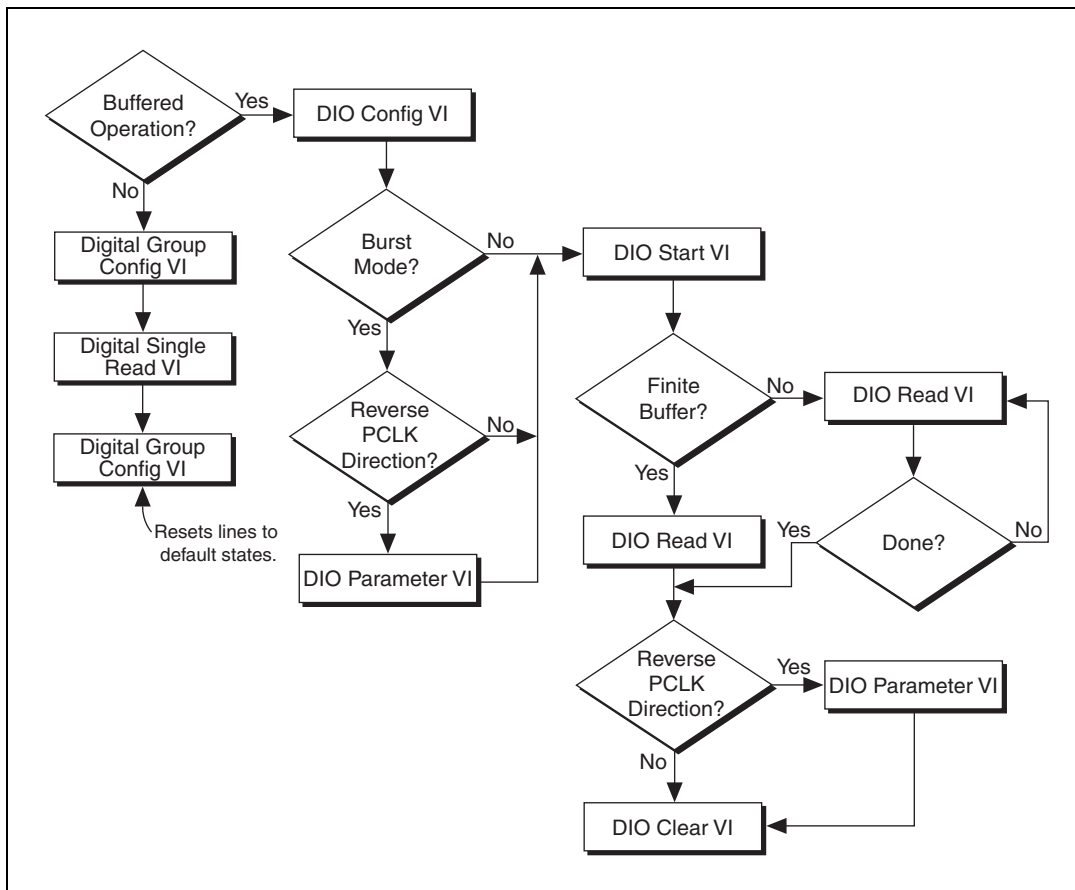 Buffered
Operation?
Yes
DIO Config VI
No
Digital Group
Config VI
Digital Single
Read VI
Digital Group
Config VI
Resets lines to
default states.
Burst
Mode?
No
Yes
Reverse
PCLK
Direction?
No
Yes
DIO Parameter VI
DIO Start VI
Finite
Buffer?
No
Yes
DIO Read VI
DIO Read VI
Done?
Yes
No
Reverse
PCLK
Direction?
Yes
No
DIO Parameter VI
DIO Clear VI